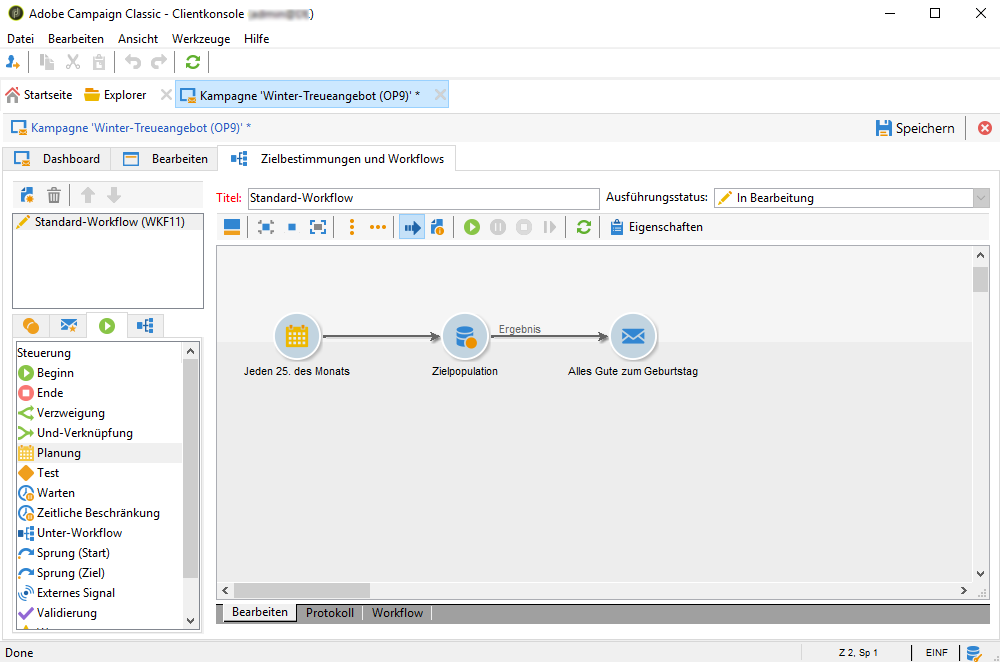 Adobe Campaign Classic - Clientkonsole )
Datei Bearbeiten Ansicht Werkzeuge Hilfe
Startseite Explorer Kampagne 'Winter-Treueangebot (OP9)' *
Kampagne 'Winter-Treueangebot (OP9)' * Speichern
Dashboard Bearbeiten Zielbestimmungen und Workflows
Titel: Standard-Workflow Ausführungsstatus: In Bearbeitung
Standard-Workflow (WKF11)
Eigenschaften
Ergebnis
Jeden 25. des Monats Zielpopulation Alles Gute zum Geburtstag
Steuerung
Beginn
Ende
Verzweigung
Und-Verknüpfung
Planung
Test
Warten
Zeitliche Beschränkung
Unter-Workflow
Sprung (Start)
Sprung (Ziel)
Externes Signal
Validierung
Bearbeiten Protokoll Workflow
Done Z 2, Sp 1 EINF